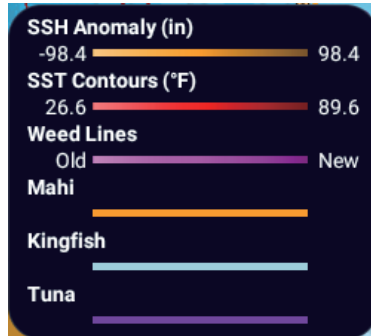 SSH Anomaly (in)
-98.4 98.4
SST Contours (°F)
26.6 89.6
Weed Lines
Old New
Mahi
Kingfish
Tuna